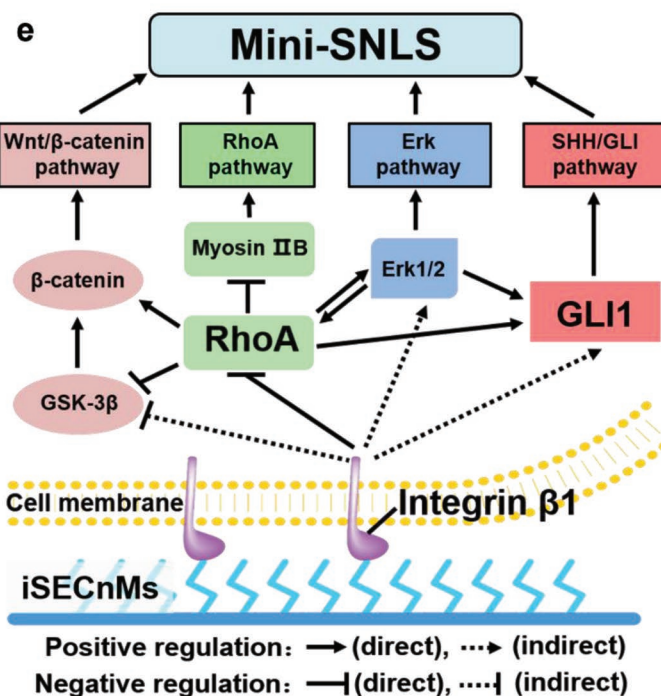 e
Mini-SNLS
Wnt/β-catenin
pathway
RhoA
pathway
Erk
pathway
SHH/GLI
pathway
Myosin ⅡB
β-catenin
Erk1/2
RhoA
GLI1
GSK-3β
Cell membrane
Integrin β1
iSECnMs
Positive regulation: (direct), (indirect)
Negative regulation: (direct), (indirect)